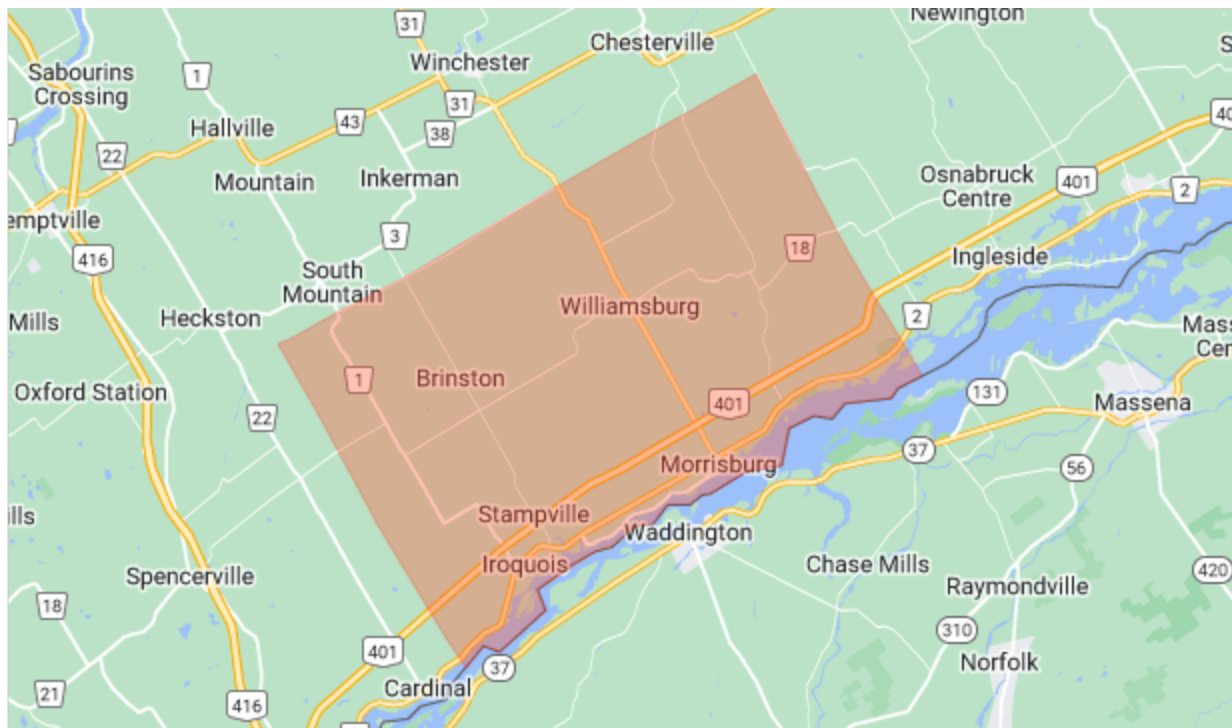 Newington
31
Chesterville
Winchester
Sabourins
Crossing
1
31
43
38
Hallville
22
Mountain
Inkerman
Osnabruck
Centre
401
2
emptville
416
3
18
Ingleside
South
Mountain
Williamsburg
Heckston
2
Mills
Mass
Cen
1
Brinston
Oxford Station
131
401
Massena
22
37
Morrisburg
56
Stampville
ills
Waddington
Iroquois
Chase Mills
Spencerville
Raymondville
420
18
310
401
37
Norfolk
Cardinal
21
416